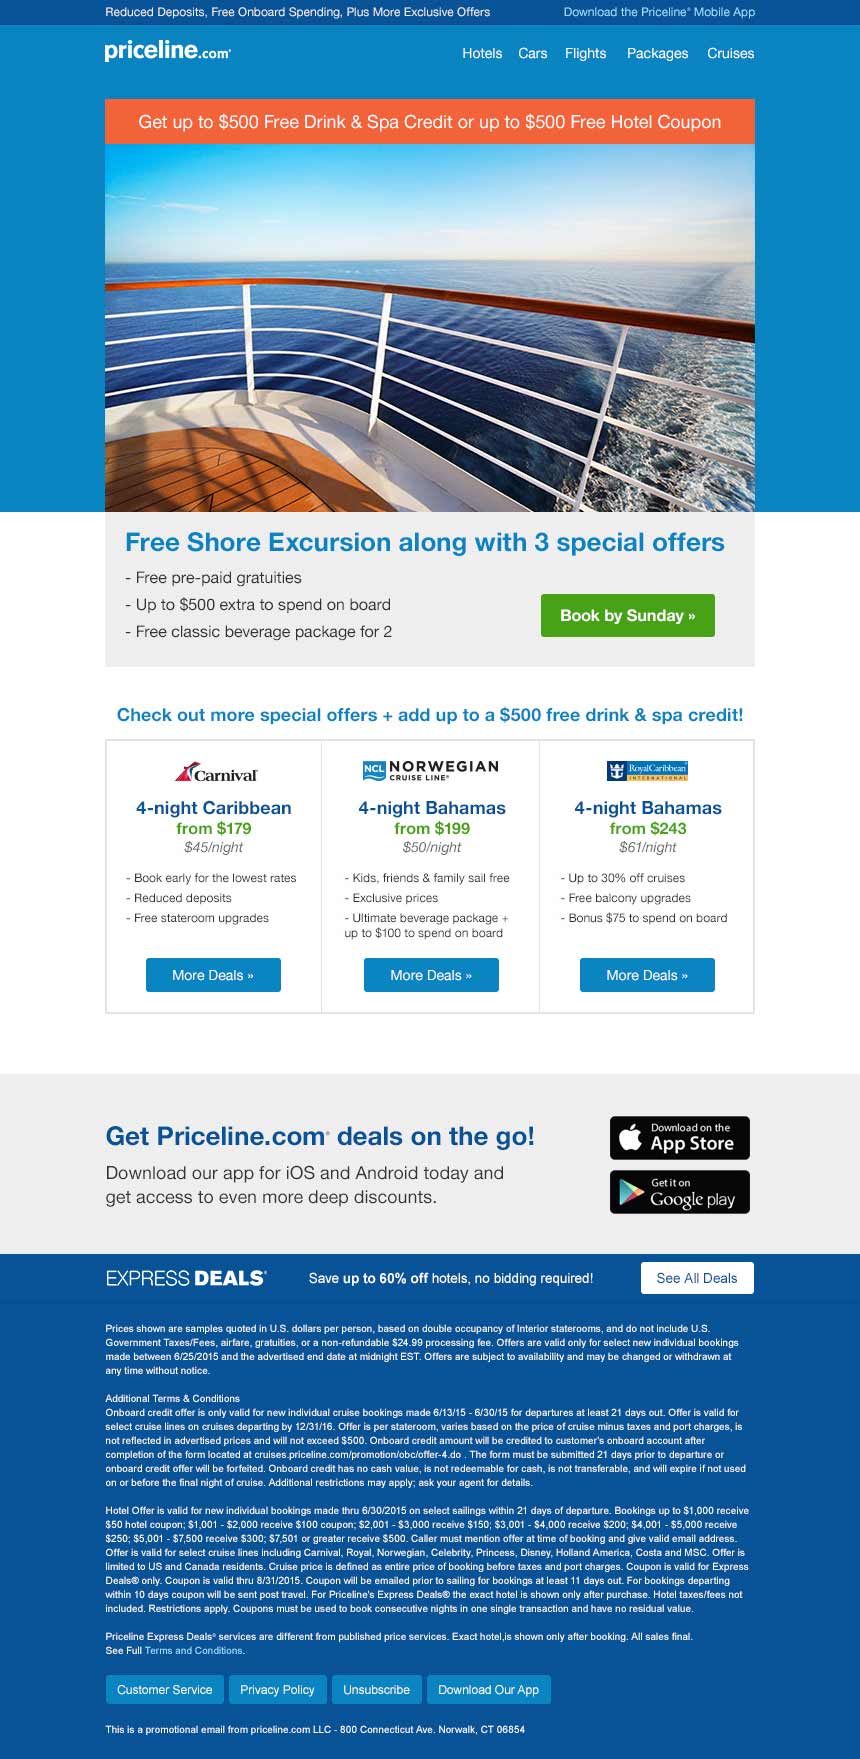 Reduced Deposits, Free Onboard Spending, Plus More Exclusive Offers
Download the Priceline® Mobile App
priceline.com®
Hotels Cars Flights Packages Cruises
Get up to $500 Free Drink & Spa Credit or up to $500 Free Hotel Coupon
Free Shore Excursion along with 3 special offers
- Free pre-paid gratuities
- Up to $500 extra to spend on board
- Free classic beverage package for 2
Book by Sunday »
Check out more special offers + add up to a $500 free drink & spa credit!
Carnival®
4-night Caribbean
from $179
$45/night
- Book early for the lowest rates
- Reduced deposits
- Free stateroom upgrades
More Deals »
NCL NORWEGIAN
CRUISE LINE®
4-night Bahamas
from $199
$50/night
- Kids, friends & family sail free
- Exclusive prices
- Ultimate beverage package +
up to $100 to spend on board
More Deals »
RoyalCaribbean
INTERNATIONAL
4-night Bahamas
from $243
$61/night
- Up to 30% off cruises
- Free balcony upgrades
- Bonus $75 to spend on board
More Deals »
Get Priceline.com® deals on the go!
Download our app for iOS and Android today and
get access to even more deep discounts.
Download on the
App Store
Get it on
Google play
EXPRESS DEALS®
Save up to 60% off hotels, no bidding required!
See All Deals
Prices shown are samples quoted in U.S. dollars per person, based on double occupancy of Interior staterooms, and do not include U.S.
Government Taxes/Fees, airfare, gratuities, or a non-refundable $24.99 processing fee. Offers are valid only for select new individual bookings
made between 6/25/2015 and the advertised end date at midnight EST. Offers are subject to availability and may be changed or withdrawn at
any time without notice.
Additional Terms & Conditions
Onboard credit offer is only valid for new individual cruise bookings made 6/13/15 - 6/30/15 for departures at least 21 days out. Offer is valid for
select cruise lines on cruises departing by 12/31/16. Offer is per stateroom, varies based on the price of cruise minus taxes and port charges, is
not reflected in advertised prices and will not exceed $500. Onboard credit amount will be credited to customer's onboard account after
completion of the form located at cruises.priceline.com/promotion/obc/offer-4.do . The form must be submitted 21 days prior to departure or
onboard credit offer will be forfeited. Onboard credit has no cash value, is not redeemable for cash, is not transferable, and will expire if not used
on or before the final night of cruise. Additional restrictions may apply; ask your agent for details.
Hotel Offer is valid for new individual bookings made thru 6/30/2015 on select sailings within 21 days of departure. Bookings up to $1,000 receive
$50 hotel coupon; $1,001 - $2,000 receive $100 coupon; $2,001 - $3,000 receive $150; $3,001 - $4,000 receive $200; $4,001 - $5,000 receive
$250; $5,001 - $7,500 receive $300; $7,501 or greater receive $500. Caller must mention offer at time of booking and give valid email address.
Offer is valid for select cruise lines including Carnival, Royal, Norwegian, Celebrity, Princess, Disney, Holland America, Costa and MSC. Offer is
limited to US and Canada residents. Cruise price is defined as entire price of booking before taxes and port charges. Coupon is valid for Express
Deals® only. Coupon is valid thru 8/31/2015. Coupon will be emailed prior to sailing for bookings at least 11 days out. For bookings departing
within 10 days coupon will be sent post travel. For Priceline's Express Deals® the exact hotel is shown only after purchase. Hotel taxes/fees not
included. Restrictions apply. Coupons must be used to book consecutive nights in one single transaction and have no residual value.
Priceline Express Deals® services are different from published price services. Exact hotel,is shown only after booking. All sales final.
See Full Terms and Conditions.
Customer Service Privacy Policy Unsubscribe Download Our App
This is a promotional email from priceline.com LLC - 800 Connecticut Ave. Norwalk, CT 06854